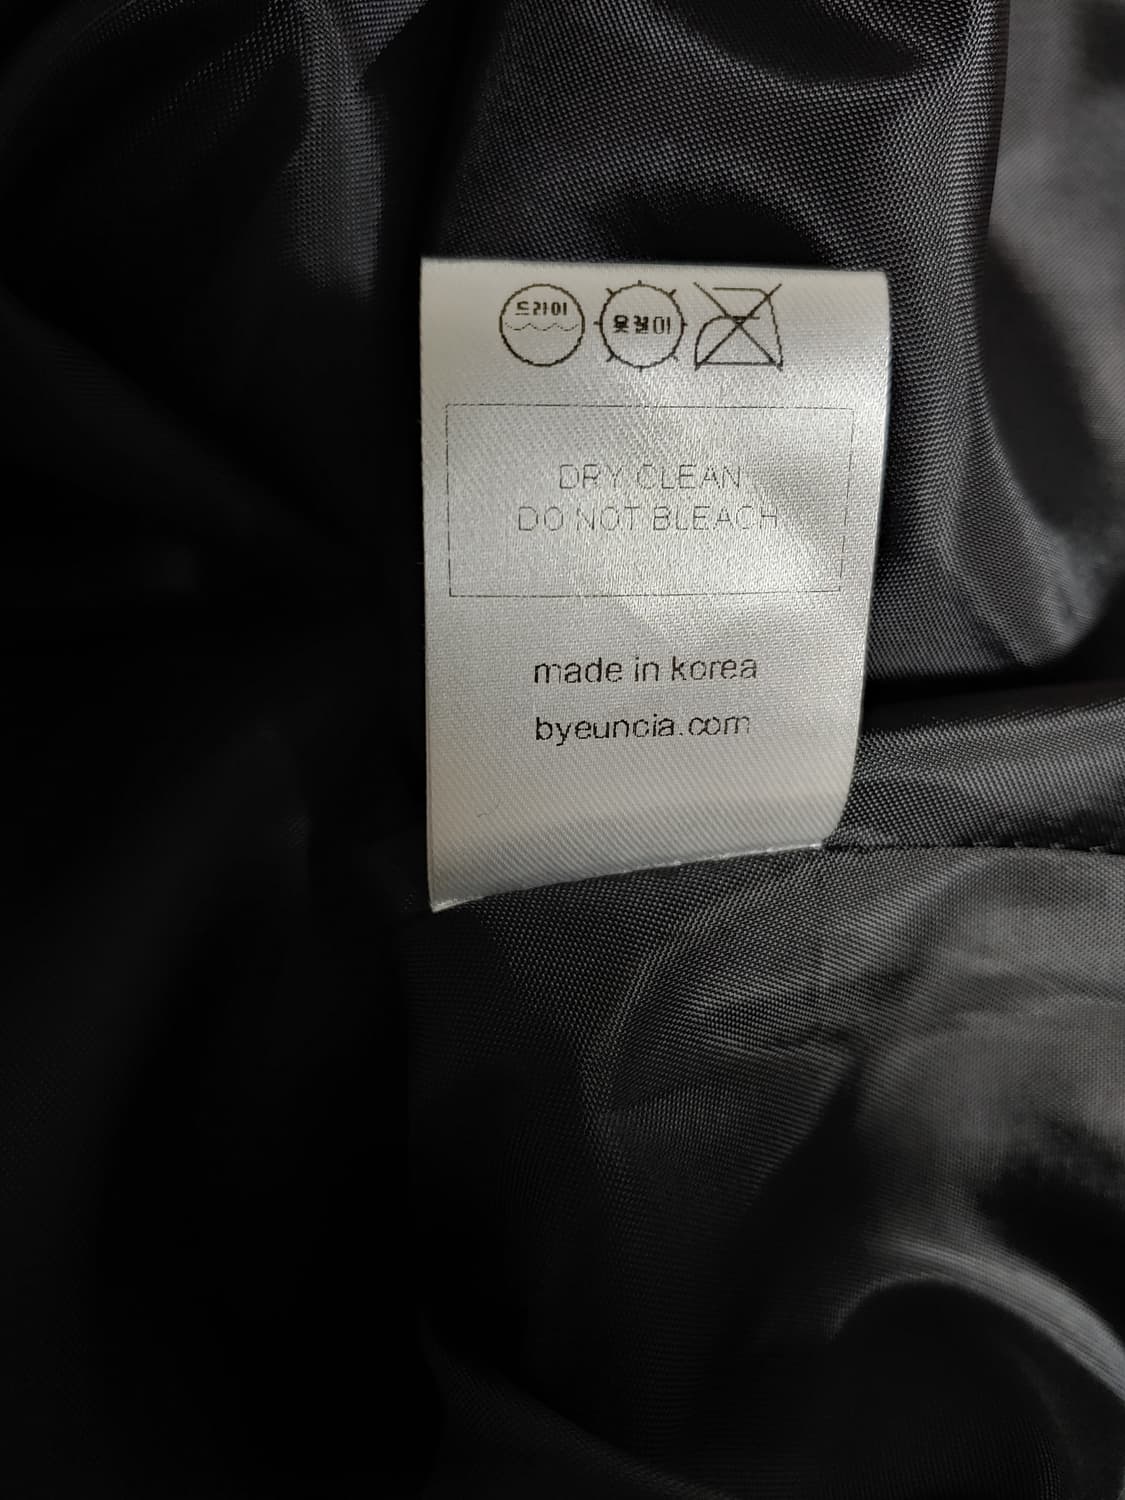 드라이 옷걸이
DRY CLEAN
DO NOT BLEACH
made in korea
byeuncia.com